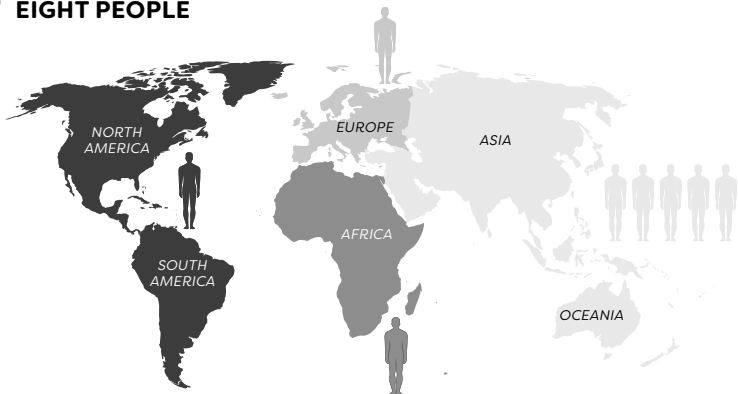 EIGHT PEOPLE
NORTH
AMERICA
EUROPE
ASIA
AFRICA
SOUTH
AMERICA
OCEANIA